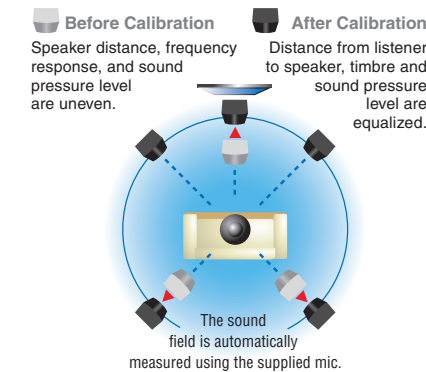 Before Calibration
Speaker distance, frequency
response, and sound
pressure level
are uneven.
After Calibration
Distance from listener
to speaker, timbre and
sound pressure
level are
equalized.
The sound
field is automatically
measured using the supplied mic.